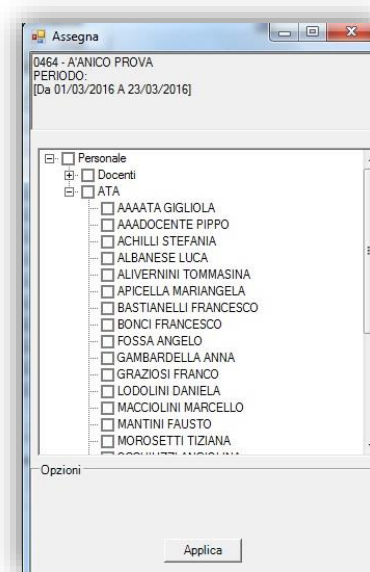 Assegna
0464 - A'ANICO PROVA
PERIODO:
[Da 01/03/2016 A 23/03/2016]
Personale
Docenti
ATA
AAAATA GIGLIOLA
AAADOCENTE PIPPO
ACHILLI STEFANIA
ALBANESE LUCA
ALIVERNINI TOMMASINA
APICELLA MARIANGELA
BASTIANELLI FRANCESCO
BONCI FRANCESCO
FOSSA ANGELO
GAMBARDELLA ANNA
GRAZIOSI FRANCO
LODOLINI DANIELA
MACCIOLINI MARCELLO
MANTINI FAUSTO
MOROSETTI TIZIANA
Opzioni
Applica